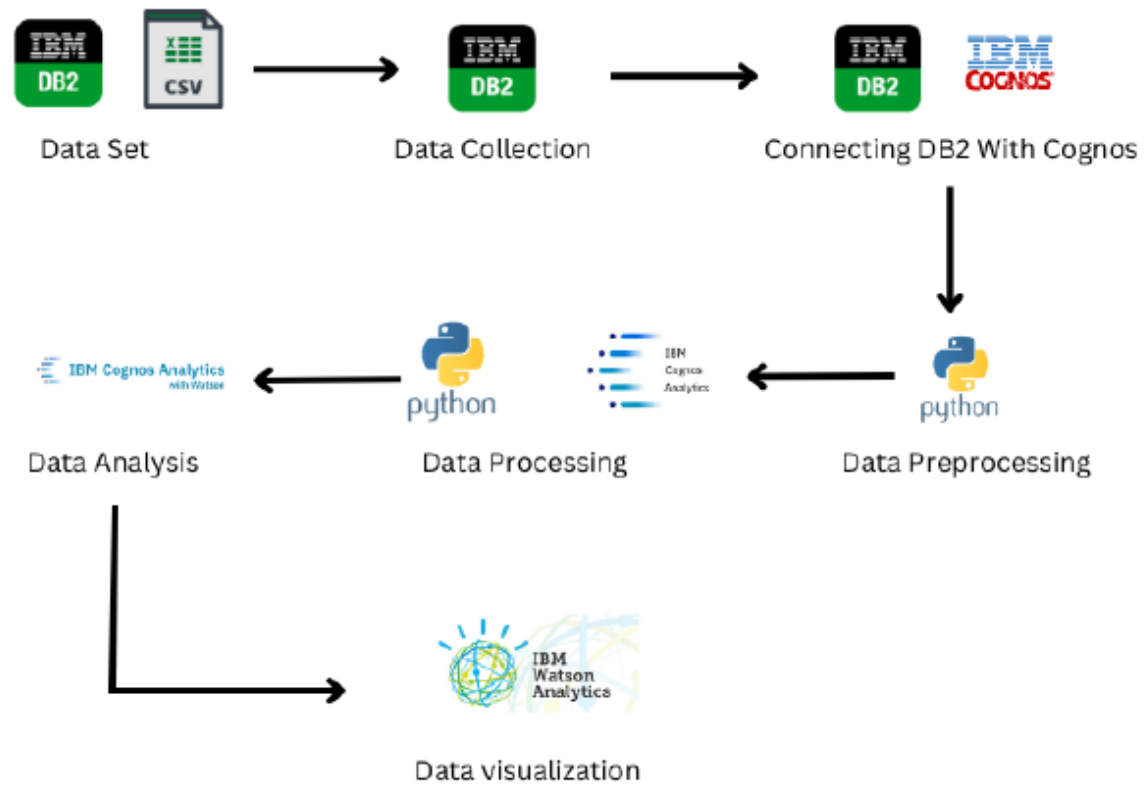 IBM
DB2
CSV
IBM
DB2
IBM
DB2
IBM
COGNOS
Data Set
Data Collection
Connecting DB2 With Cognos
IBM Cognos Analytics
with Watson
python
IBM
Cognos
Analytics
python
Data Analysis
Data Processing
Data Preprocessing
IBM
Watson
Analytics
Data visualization